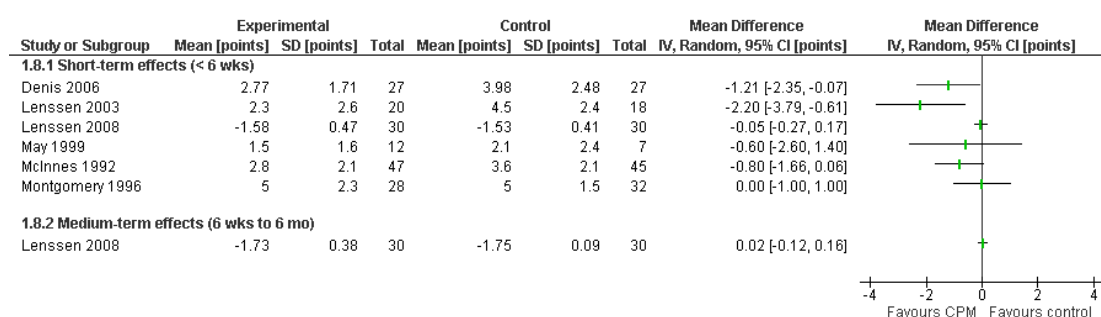 Experimental Control Mean Difference Mean Difference
Study or Subgroup Mean [points] SD [points] Total Mean [points] SD [points] Total IV, Random, 95% CI [points] IV, Random, 95% CI [points]
1.8.1 Short-term effects (< 6 wks)
Denis 2006 2.77 1.71 27 3.98 2.48 27 -1.21 [-2.35, -0.07]
Lenssen 2003 2.3 2.6 20 4.5 2.4 18 -2.20 [-3.79, -0.61]
Lenssen 2008 -1.58 0.47 30 -1.53 0.41 30 -0.05 [-0.27, 0.17]
May 1999 1.5 1.6 12 2.1 2.4 7 -0.60 [-2.60, 1.40]
McInnes 1992 2.8 2.1 47 3.6 2.1 45 -0.80 [-1.66, 0.06]
Montgomery 1996 5 2.3 28 5 1.5 32 0.00 [-1.00, 1.00]
1.8.2 Medium-term effects (6 wks to 6 mo)
Lenssen 2008 -1.73 0.38 30 -1.75 0.09 30 0.02 [-0.12, 0.16]
-4 -2 0 2 4
Favours CPM Favours control